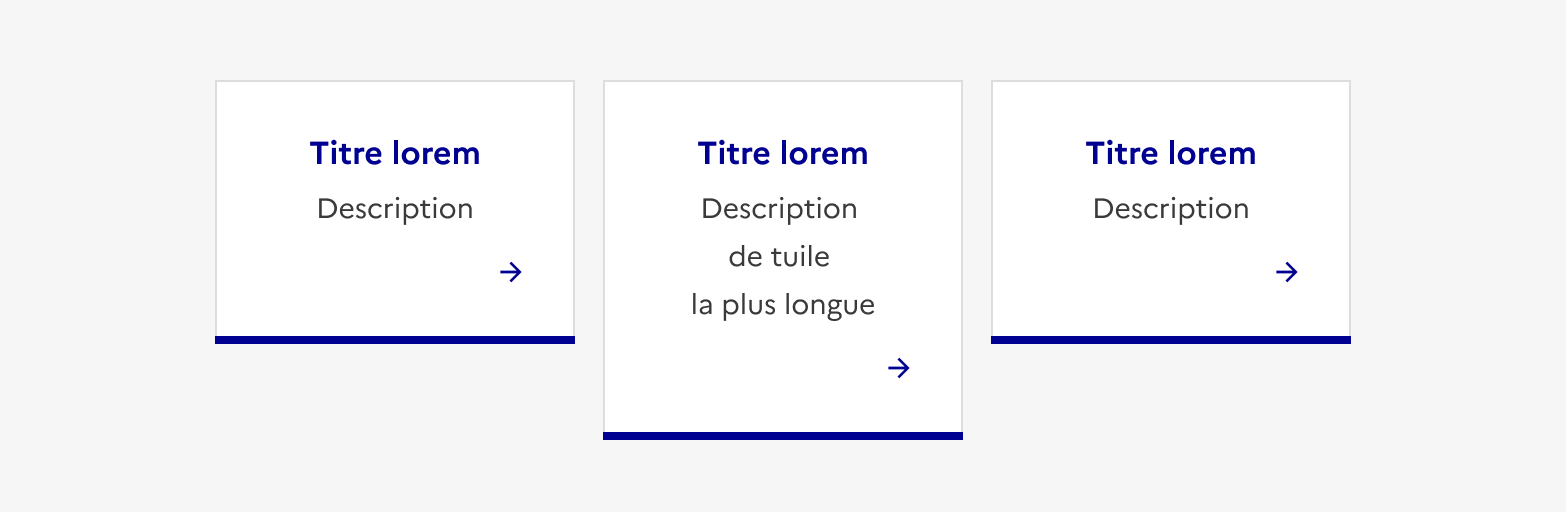 Titre lorem
Description
Titre lorem
Description
de tuile
la plus longue
Titre lorem
Description